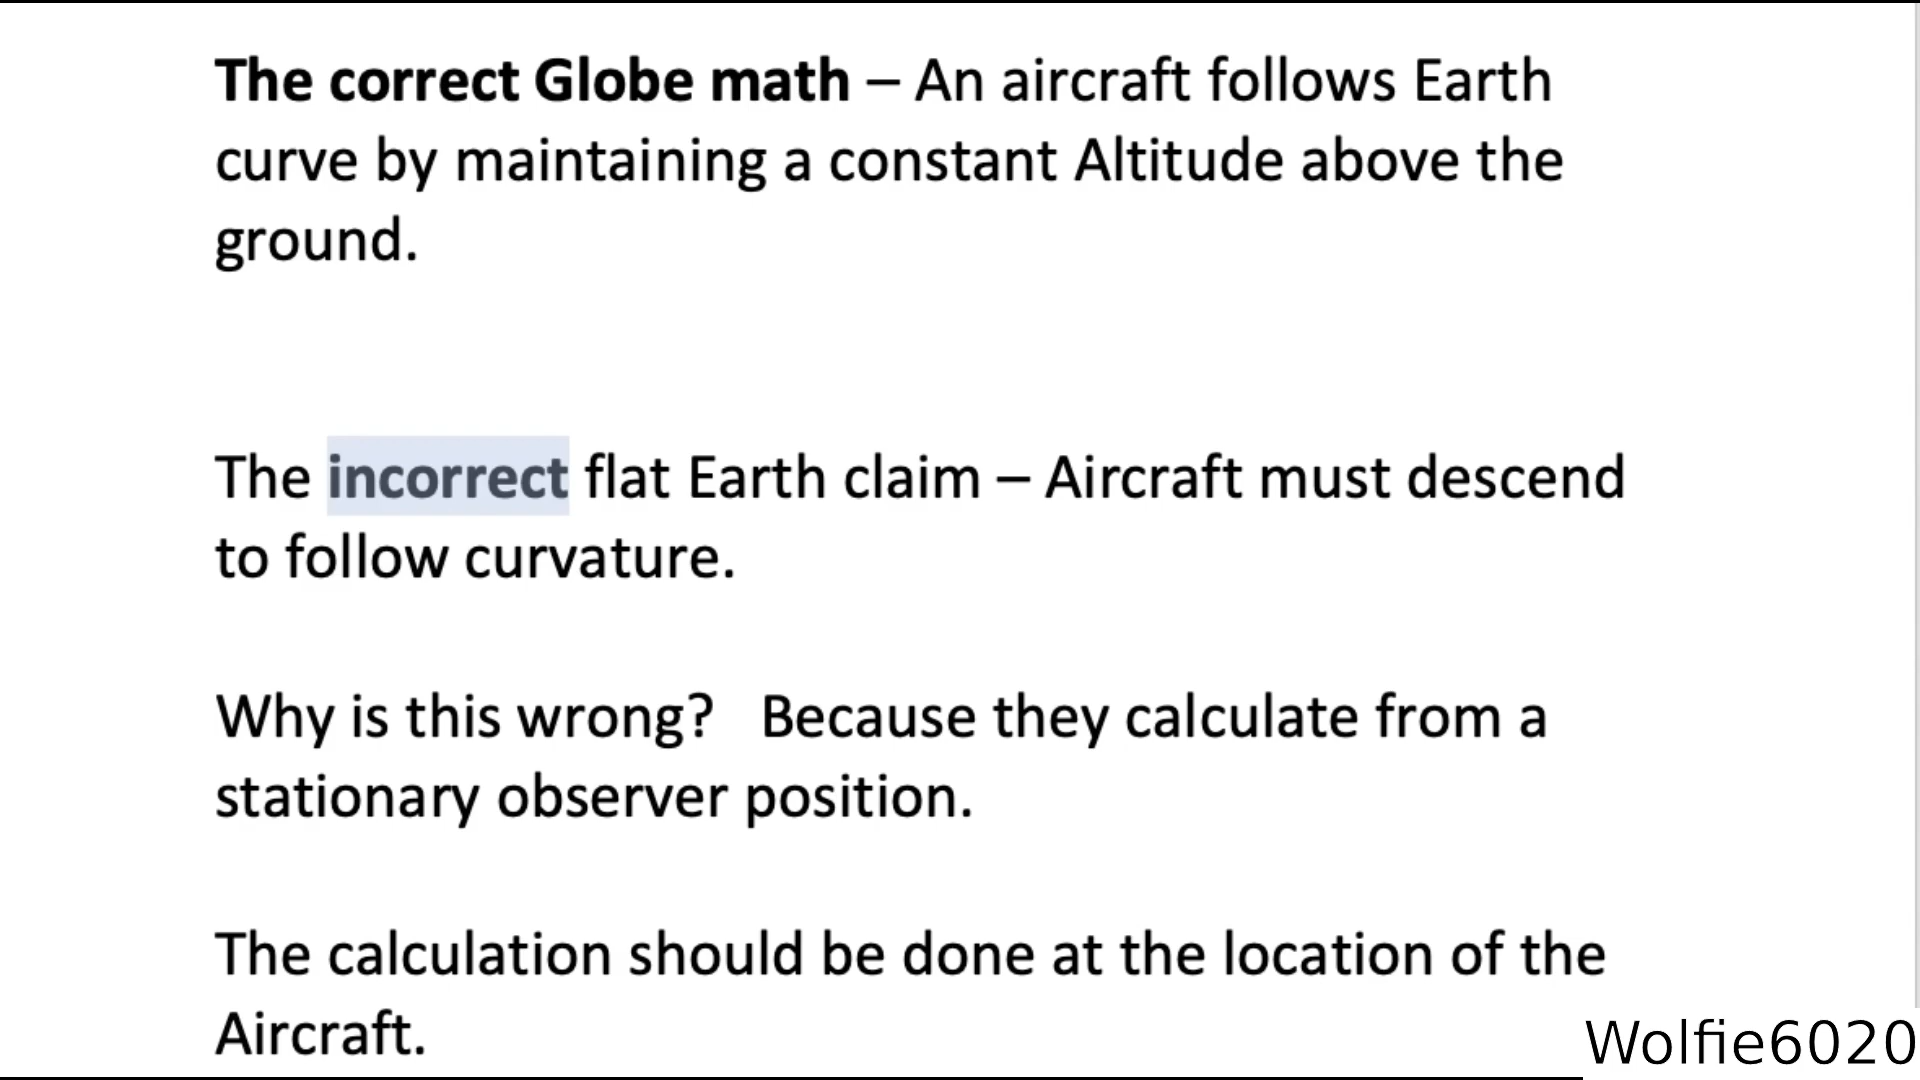 The correct Globe math – An aircraft follows Earth
curve by maintaining a constant Altitude above the
ground.
The incorrect flat Earth claim – Aircraft must descend
to follow curvature.
Why is this wrong? Because they calculate from a
stationary observer position.
The calculation should be done at the location of the
Aircraft.
Wolfie6020